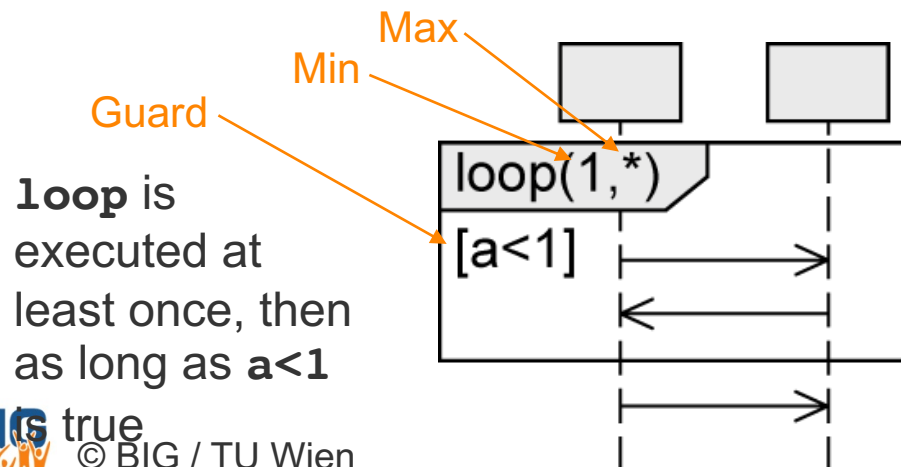 Max
Min
Guard
loop(1,*)
[a<1]
loop is
executed at
least once, then
as long as a<1
is true
© BIG / TU Wien